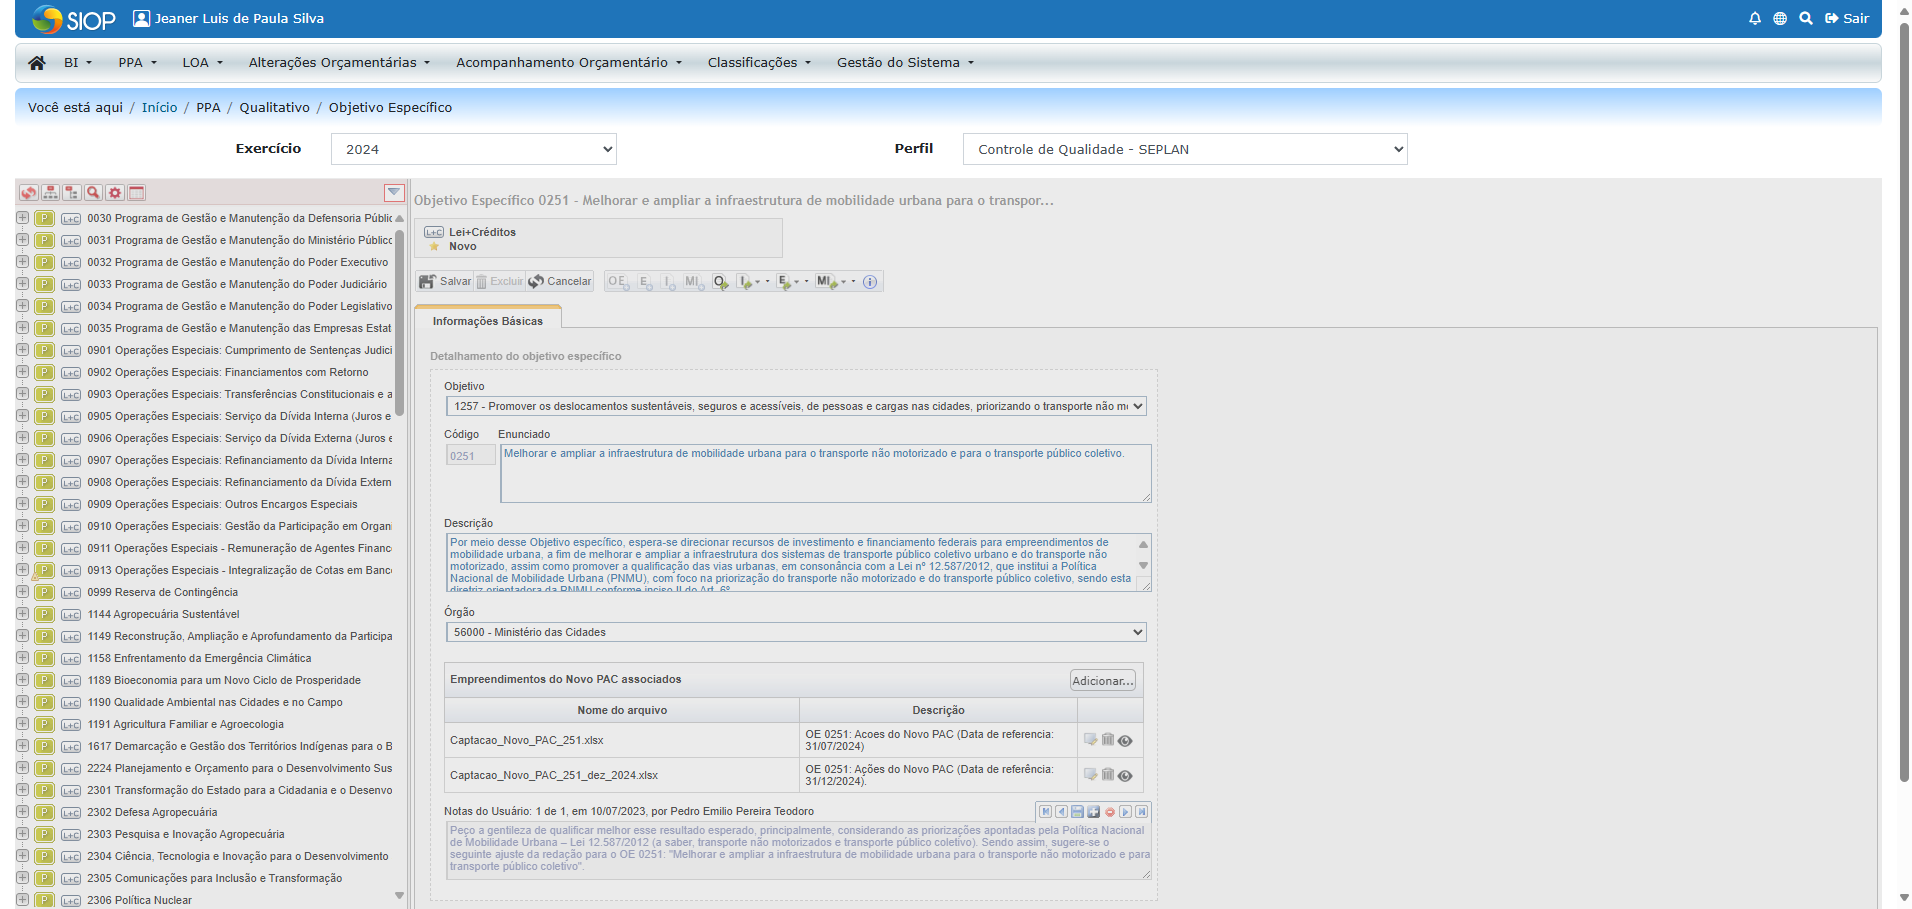 SIOP Jeaner Luis de Paula Silva Sair
BI PPA LOA Alterações Orçamentárias Acompanhamento Orçamentário Classificações Gestão do Sistema
Você está aqui / Início / PPA / Qualitativo / Objetivo Específico
Exercício 2024 Perfil Controle de Qualidade - SEPLAN
P L+C 0030 Programa de Gestão e Manutenção da Defensoria Públic
P L+C 0031 Programa de Gestão e Manutenção do Ministério Público
P L+C 0032 Programa de Gestão e Manutenção do Poder Executivo
P L+C 0033 Programa de Gestão e Manutenção do Poder Judiciário
P L+C 0034 Programa de Gestão e Manutenção do Poder Legislativo
P L+C 0035 Programa de Gestão e Manutenção das Empresas Estat
P L+C 0901 Operações Especiais: Cumprimento de Sentenças Judici
P L+C 0902 Operações Especiais: Financiamentos com Retorno
P L+C 0903 Operações Especiais: Transferências Constitucionais e a
P L+C 0905 Operações Especiais: Serviço da Dívida Interna (Juros e
P L+C 0906 Operações Especiais: Serviço da Dívida Externa (Juros e
P L+C 0907 Operações Especiais: Refinanciamento da Dívida Interna
P L+C 0908 Operações Especiais: Refinanciamento da Dívida Extern
P L+C 0909 Operações Especiais: Outros Encargos Especiais
P L+C 0910 Operações Especiais: Gestão da Participação em Organi
P L+C 0911 Operações Especiais - Remuneração de Agentes Financ
P L+C 0913 Operações Especiais - Integralização de Cotas em Banc
P L+C 0999 Reserva de Contingência
P L+C 1144 Agropecuária Sustentável
P L+C 1149 Reconstrução, Ampliação e Aprofundamento da Participa
P L+C 1158 Enfrentamento da Emergência Climática
P L+C 1189 Bioeconomia para um Novo Ciclo de Prosperidade
P L+C 1190 Qualidade Ambiental nas Cidades e no Campo
P L+C 1191 Agricultura Familiar e Agroecologia
P L+C 1617 Demarcação e Gestão dos Territórios Indígenas para o B
P L+C 2224 Planejamento e Orçamento para o Desenvolvimento Sus
P L+C 2301 Transformação do Estado para a Cidadania e o Desenvo
P L+C 2302 Defesa Agropecuária
P L+C 2303 Pesquisa e Inovação Agropecuária
P L+C 2304 Ciência, Tecnologia e Inovação para o Desenvolvimento
P L+C 2305 Comunicações para Inclusão e Transformação
P L+C 2306 Política Nuclear
Objetivo Específico 0251 - Melhorar e ampliar a infraestrutura de mobilidade urbana para o transpor...
L+C Lei+Créditos
Novo
Salvar Excluir Cancelar OE E I MI O I E MI
Informações Básicas
Detalhamento do objetivo específico
Objetivo
1257 - Promover os deslocamentos sustentáveis, seguros e acessíveis, de pessoas e cargas nas cidades, priorizando o transporte não m
Código Enunciado
0251 Melhorar e ampliar a infraestrutura de mobilidade urbana para o transporte não motorizado e para o transporte público coletivo.
Descrição
Por meio desse Objetivo específico, espera-se direcionar recursos de investimento e financiamento federais para empreendimentos de
mobilidade urbana, a fim de melhorar e ampliar a infraestrutura dos sistemas de transporte público coletivo urbano e do transporte não
motorizado, assim como promover a qualificação das vias urbanas, em consonância com a Lei nº 12.587/2012, que institui a Política
Nacional de Mobilidade Urbana (PNMU), com foco na priorização do transporte não motorizado e do transporte público coletivo, sendo esta
diretriz orientadora da PNMU conforme inciso II do Art. 6º
Órgão
56000 - Ministério das Cidades
Empreendimentos do Novo PAC associados Adicionar...
Nome do arquivo Descrição
Captacao_Novo_PAC_251.xlsx OE 0251: Acoes do Novo PAC (Data de referencia:
31/07/2024)
Captacao_Novo_PAC_251_dez_2024.xlsx OE 0251: Ações do Novo PAC (Data de referência:
31/12/2024).
Notas do Usuário: 1 de 1, em 10/07/2023, por Pedro Emilio Pereira Teodoro
Peço a gentileza de qualificar melhor esse resultado esperado, principalmente, considerando as priorizações apontadas pela Política Nacional
de Mobilidade Urbana – Lei 12.587/2012 (a saber, transporte não motorizados e transporte público coletivo). Sendo assim, sugere-se o
seguinte ajuste da redação para o OE 0251: "Melhorar e ampliar a infraestrutura de mobilidade urbana para o transporte não motorizado e para
transporte público coletivo".